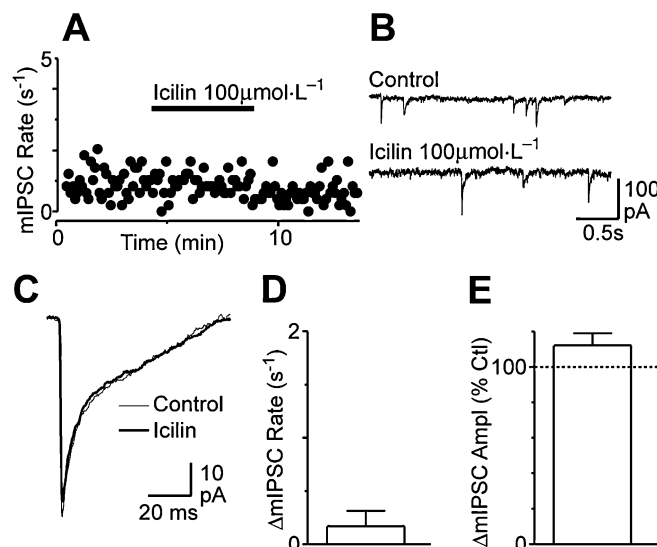 A
mIPSC Rate (s⁻¹)
5
0
Icilin 100μmol·L⁻¹
0
10
Time (min)
B
Control
Icilin 100μmol·L⁻¹
100
pA
0.5s
C
Control
Icilin
10
pA
20 ms
D
ΔmIPSC Rate (s⁻¹)
2
0
E
ΔmIPSC Ampl (% Ctl)
100
0